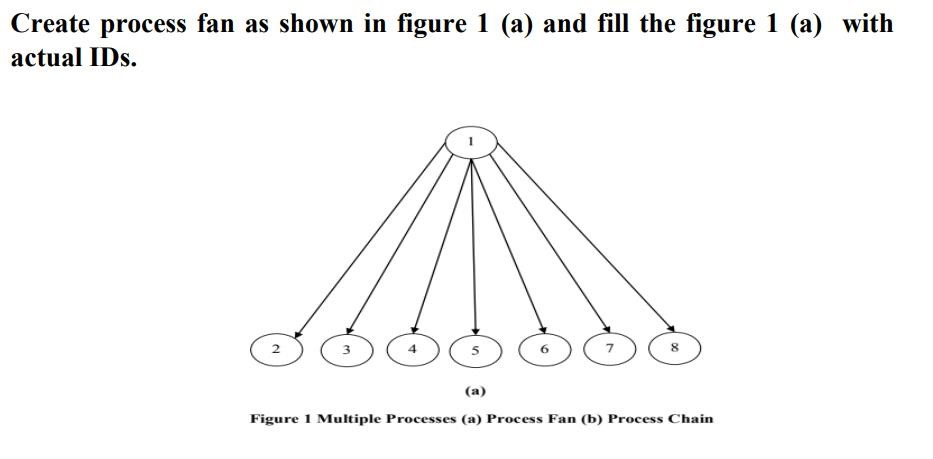 Create process fan as shown in figure 1 (a) and fill the figure 1 (a) with
actual IDs.
1
2 3 4 5 6 7 8
(a)
Figure 1 Multiple Processes (a) Process Fan (b) Process Chain